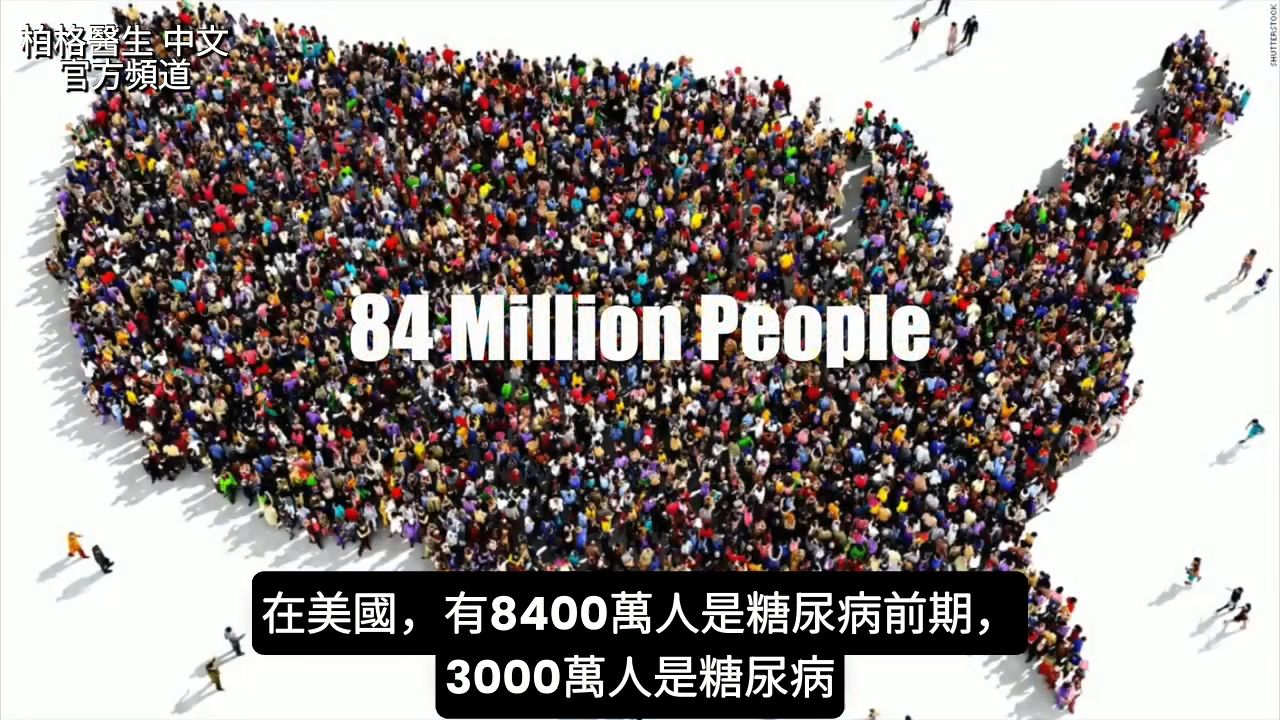 柏格醫生 中文
官方頻道
SHUTTERSTOCK
84 Million People
在美國，有8400萬人是糖尿病前期，
3000萬人是糖尿病